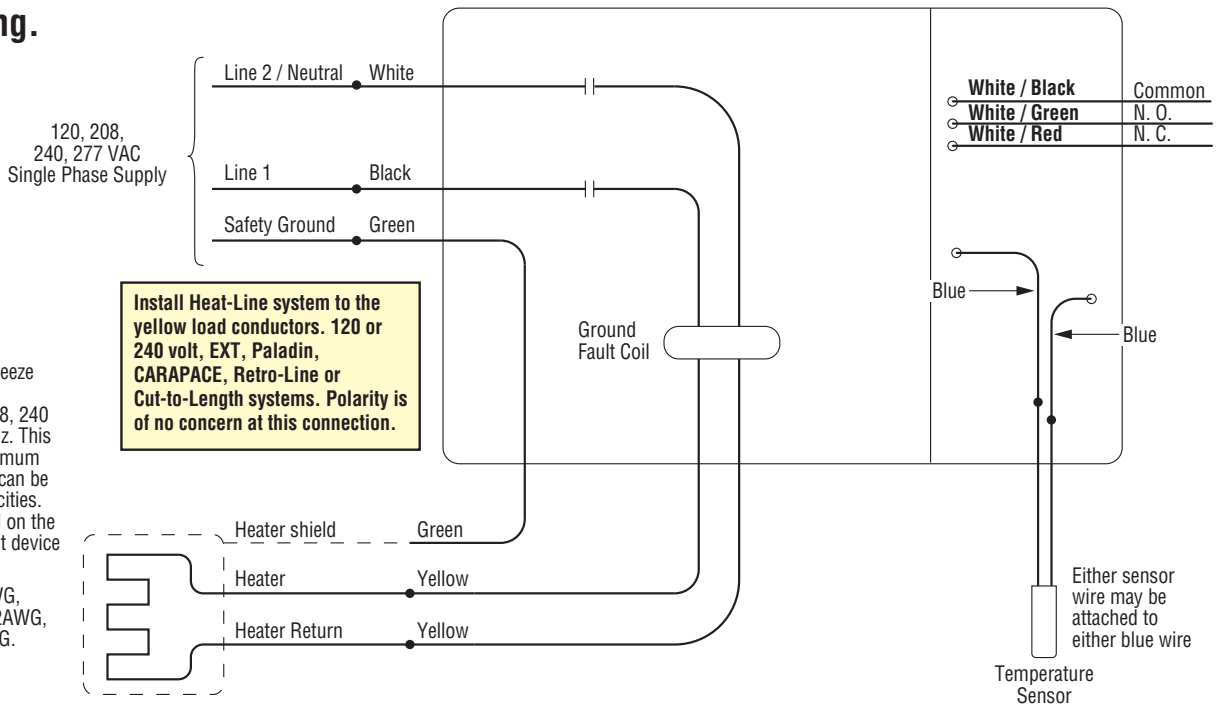 ng.
Line 2 / Neutral White
120, 208,
240, 277 VAC
Single Phase Supply
Line 1 Black
Safety Ground Green
White / Black Common
White / Green N. O.
White / Red N. C.
Install Heat-Line system to the
yellow load conductors. 120 or
240 volt, EXT, Paladin,
CARAPACE, Retro-Line or
Cut-to-Length systems. Polarity is
of no concern at this connection.
Ground
Fault Coil
Blue
Blue
eeze
8, 240
z. This
mum
can be
cities.
on the
t device
WG,
2AWG,
G.
Heater shield Green
Heater Yellow
Heater Return Yellow
Either sensor
wire may be
attached to
either blue wire
Temperature
Sensor